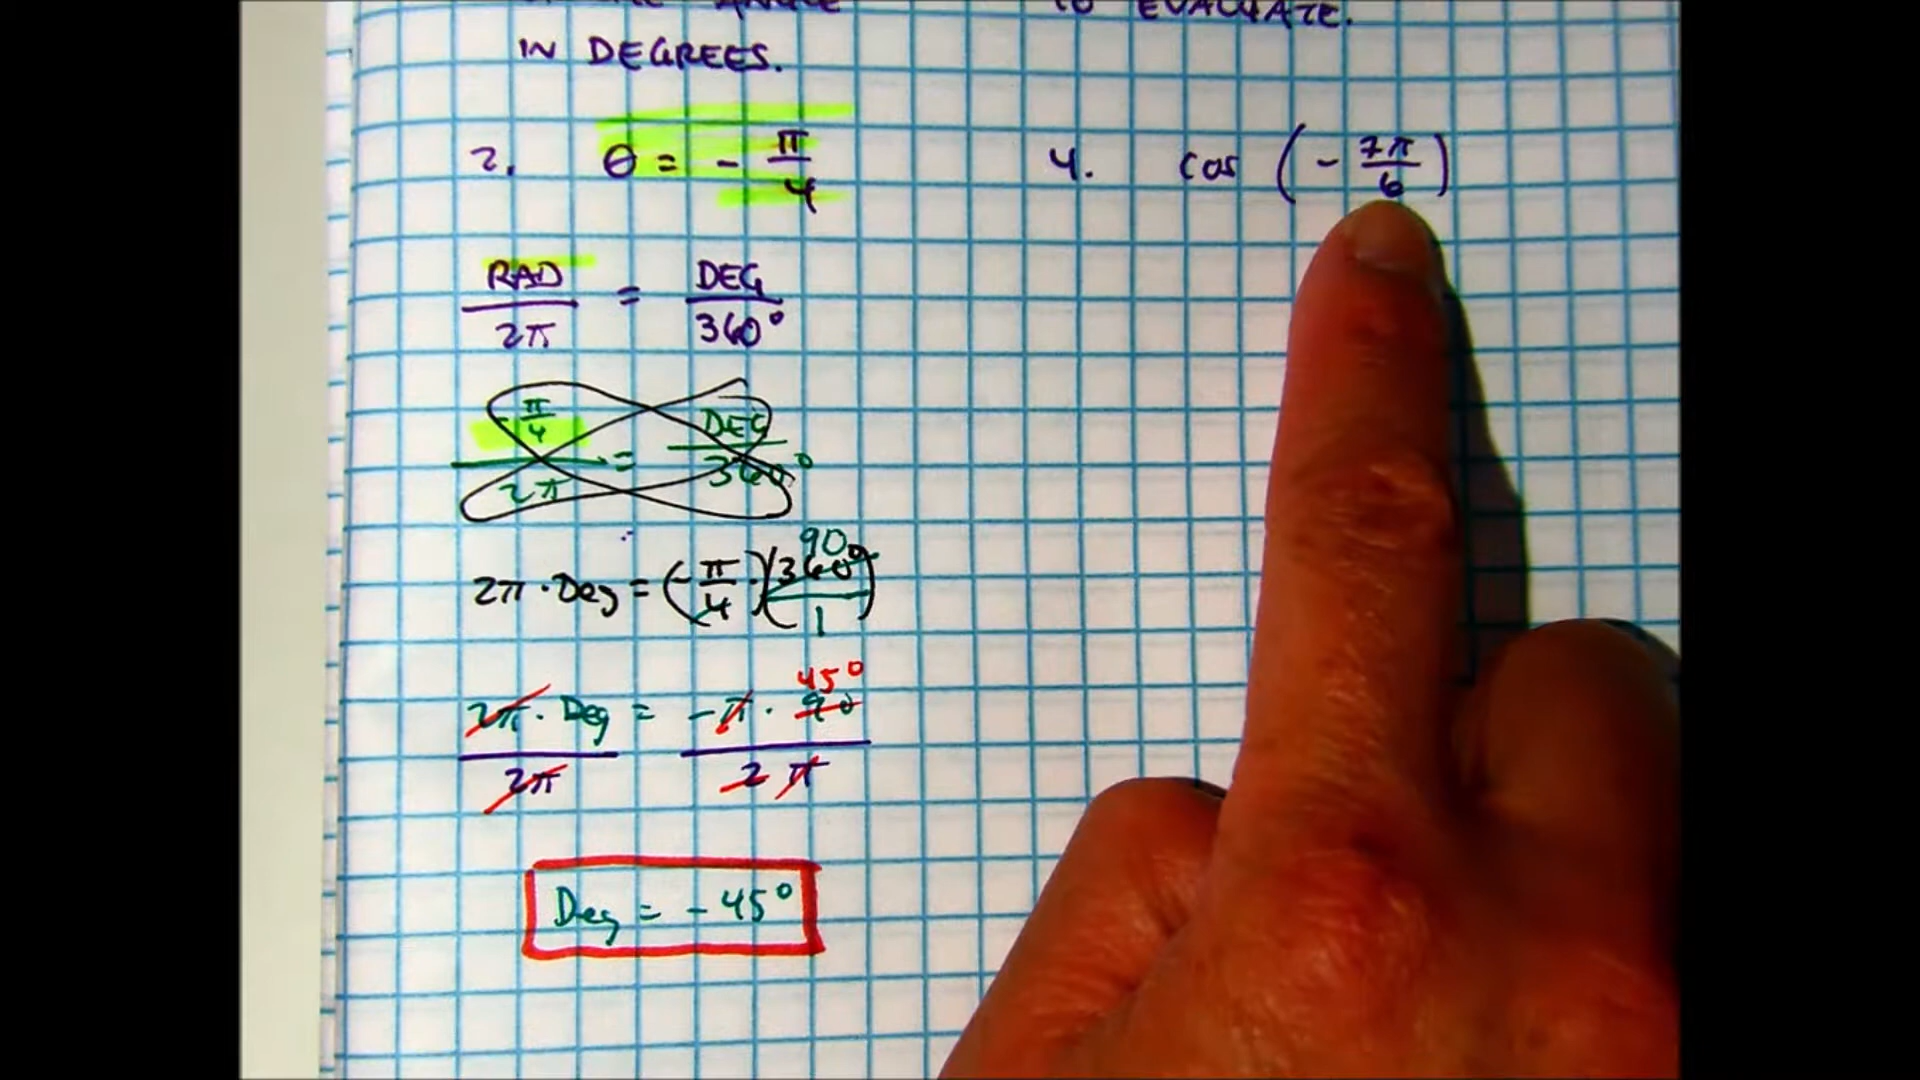 ANGLE
TO EVALUATE.
IN DEGREES.
2. θ = - π/4
RAD/2π = DEG/360°
-π/4 / 2π = DEG/360°
90
2π · Deg = (- π/4 ·)(360°/1)
45°
2π · Deg / 2π = -π · 90 / 2π
Deg = - 45°
4. cos (- 7π/6)